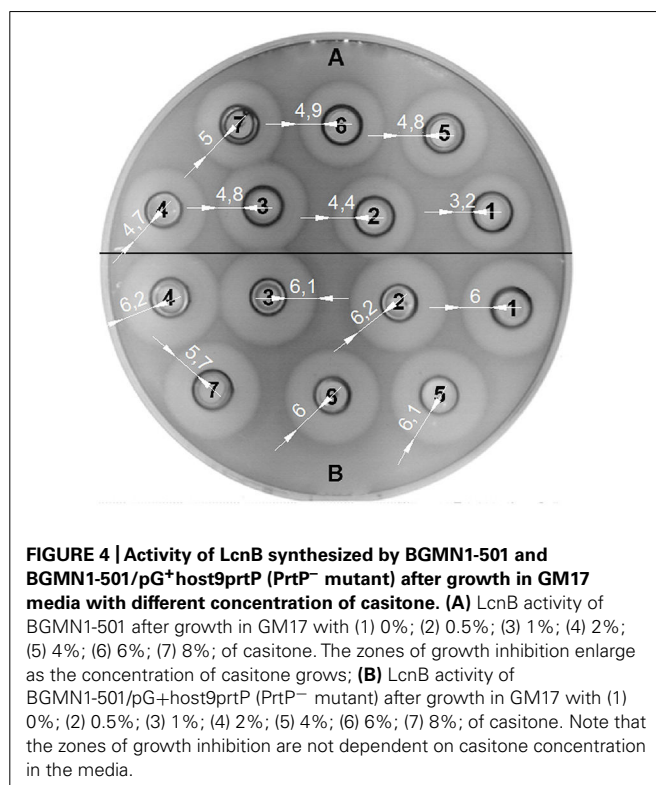 A
7 4,9 6 4,8 5
5
4 4,8 3 4,4 2 3,2 1
4,7
4 3 6,1 2 6 1
6,2 6,2
5,7
7 6 6 5
6,1
B
FIGURE 4 | Activity of LcnB synthesized by BGMN1-501 and
BGMN1-501/pG+host9prtP (PrtP− mutant) after growth in GM17
media with different concentration of casitone. (A) LcnB activity of
BGMN1-501 after growth in GM17 with (1) 0%; (2) 0.5%; (3) 1%; (4) 2%;
(5) 4%; (6) 6%; (7) 8%; of casitone. The zones of growth inhibition enlarge
as the concentration of casitone grows; (B) LcnB activity of
BGMN1-501/pG+host9prtP (PrtP− mutant) after growth in GM17 with (1)
0%; (2) 0.5%; (3) 1%; (4) 2%; (5) 4%; (6) 6%; (7) 8%; of casitone. Note that
the zones of growth inhibition are not dependent on casitone concentration
in the media.